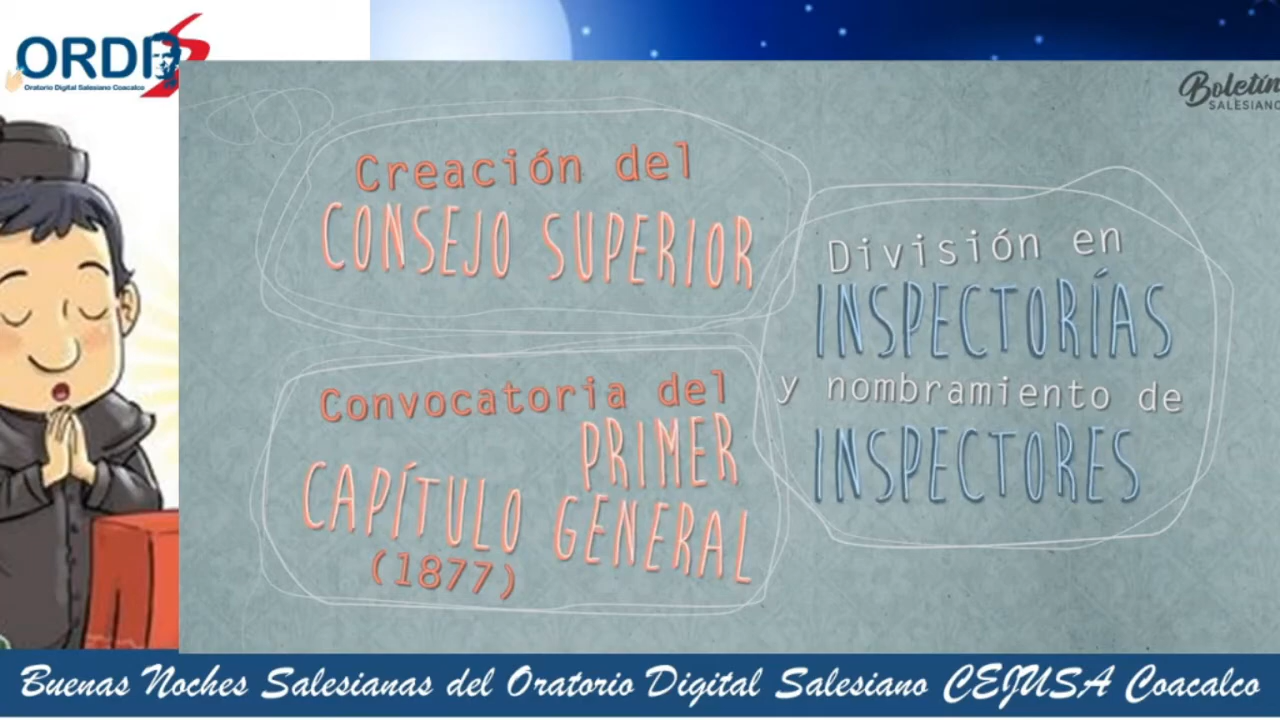 ORDS
Oratorio Digital Salesiano Coacalco
Boletín
SALESIANO
Creación del
CONSEJO SUPERIOR
Convocatoria del
PRIMER
CAPÍTULO GENERAL
(1877)
División en
INSPECTORÍAS
y nombramiento de
INSPECTORES
Buenas Noches Salesianas del Oratorio Digital Salesiano CEJUSA Coacalco